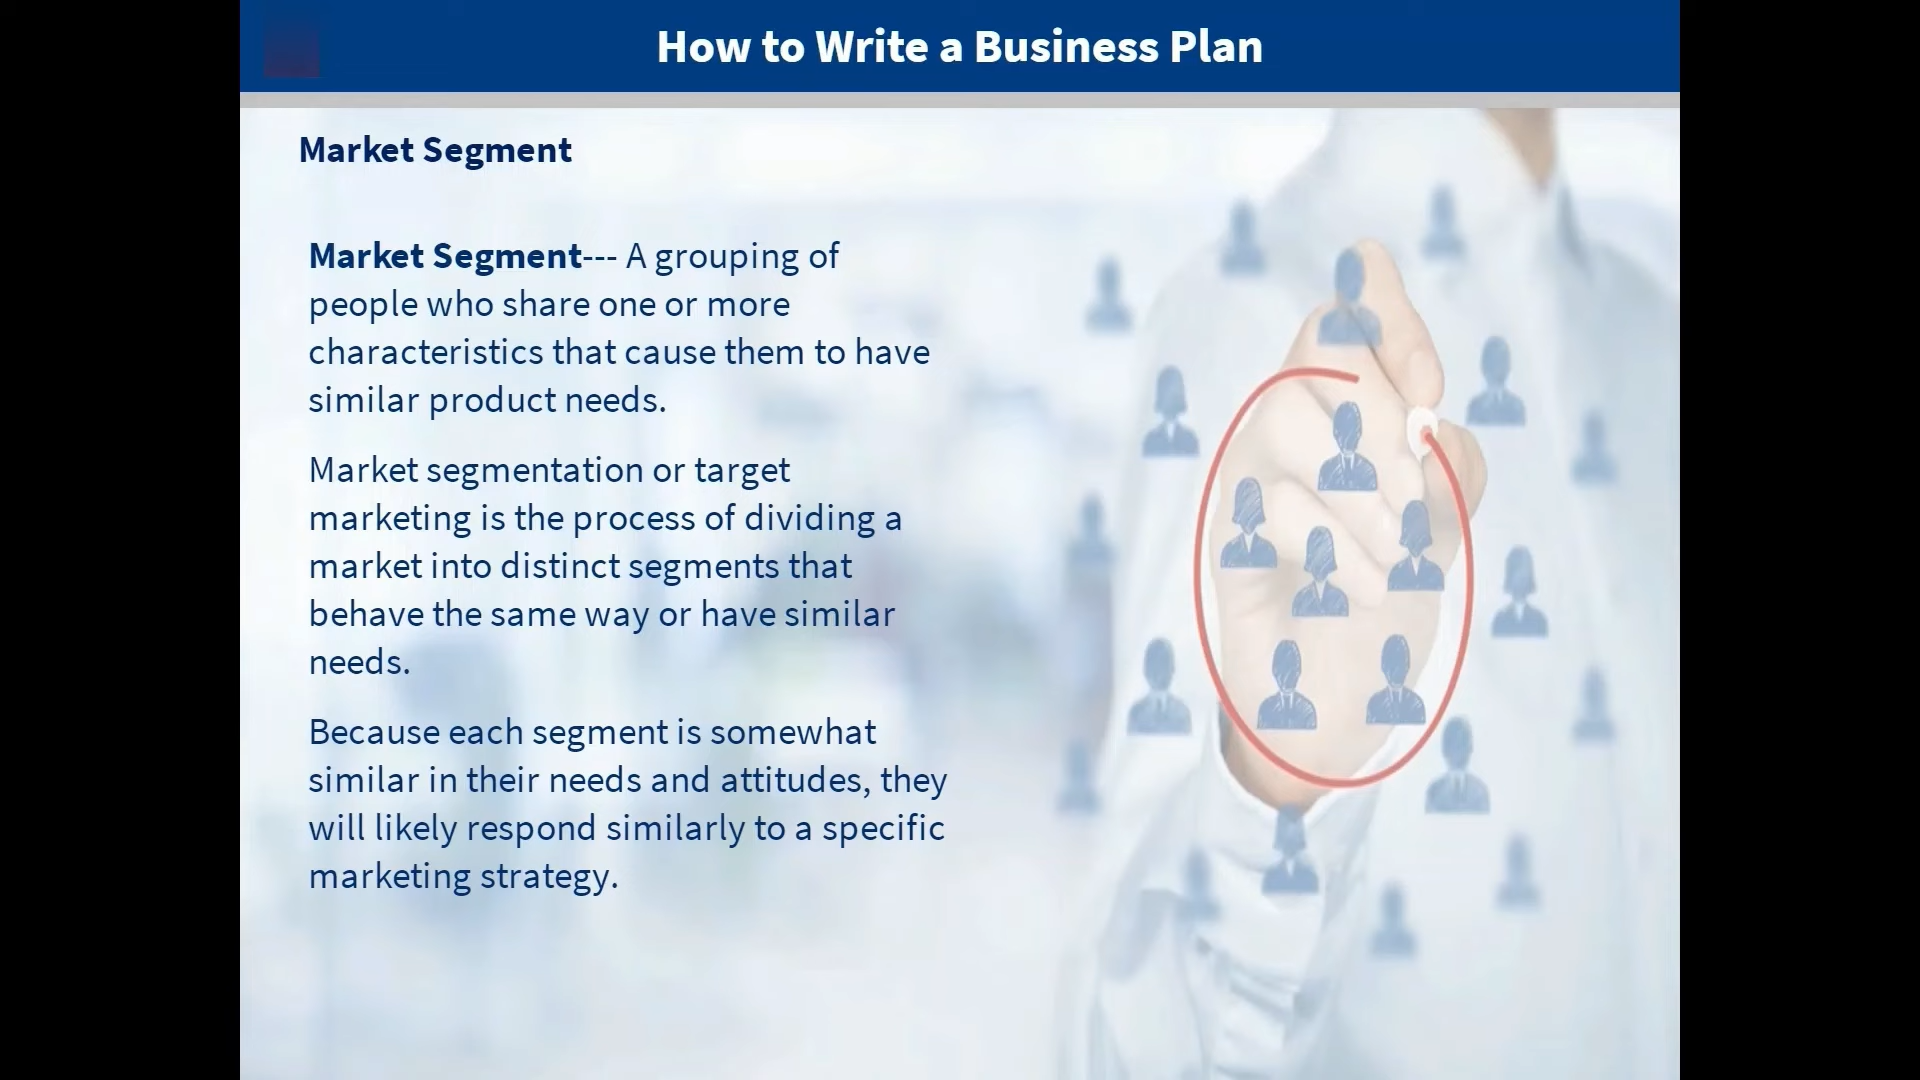 How to Write a Business Plan
Market Segment
Market Segment--- A grouping of
people who share one or more
characteristics that cause them to have
similar product needs.
Market segmentation or target
marketing is the process of dividing a
market into distinct segments that
behave the same way or have similar
needs.
Because each segment is somewhat
similar in their needs and attitudes, they
will likely respond similarly to a specific
marketing strategy.